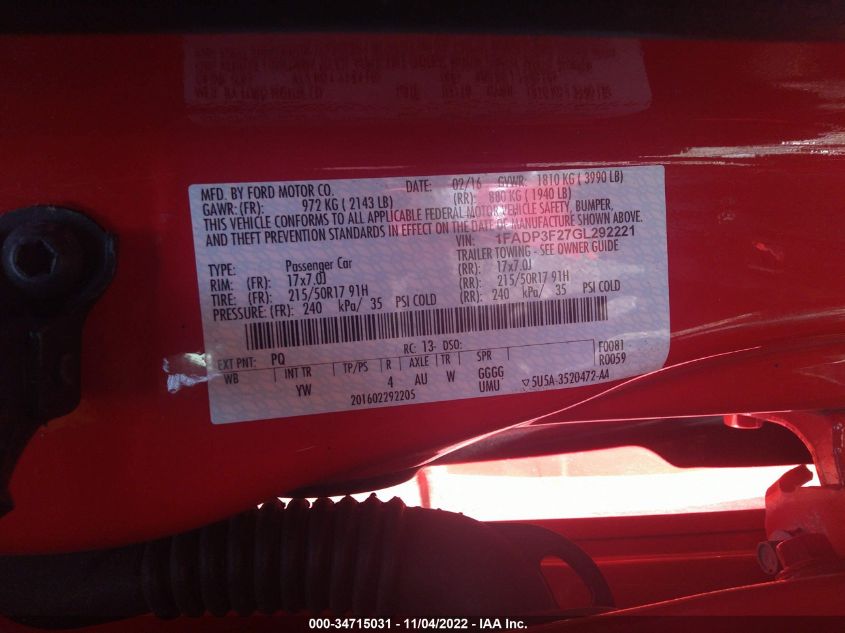 MFD. BY FORD MOTOR CO.
DATE: 02/16 GVWR: 1810 KG ( 3990 LB)
GAWR: (FR): 972 KG ( 2143 LB) (RR): 880 KG ( 1940 LB)
THIS VEHICLE CONFORMS TO ALL APPLICABLE FEDERAL MOTOR VEHICLE SAFETY, BUMPER,
AND THEFT PREVENTION STANDARDS IN EFFECT ON THE DATE OF MANUFACTURE SHOWN ABOVE.
VIN: 1FADP3F27GL292221
TYPE: Passenger Car TRAILER TOWING - SEE OWNER GUIDE
RIM: (FR): 17x7.0J (RR): 17x7.0J
TIRE: (FR): 215/50R17 91H (RR): 215/50R17 91H
PRESSURE: (FR): 240 kPa/ 35 PSI COLD (RR): 240 kPa/ 35 PSI COLD
EXT PNT: PQ RC: 13- DSO: F0081-
R0059
WB INT TR TP/PS R AXLE TR SPR
YW 4 AU W GGGG
UMU
201602292205 5U5A-3520472-AA
000-34715031 - 11/04/2022 - IAA Inc.